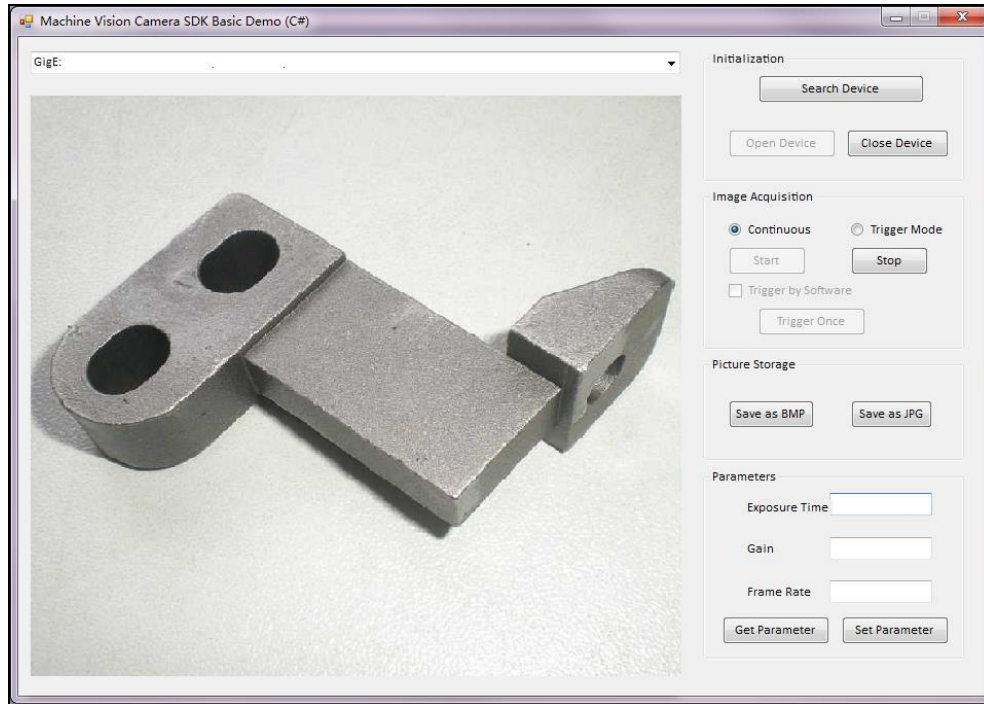 Machine Vision Camera SDK Basic Demo (C#)
GigE:
Initialization
Search Device
Open Device
Close Device
Image Acquisition
Continuous
Trigger Mode
Start
Stop
Trigger by Software
Trigger Once
Picture Storage
Save as BMP
Save as JPG
Parameters
Exposure Time
Gain
Frame Rate
Get Parameter
Set Parameter